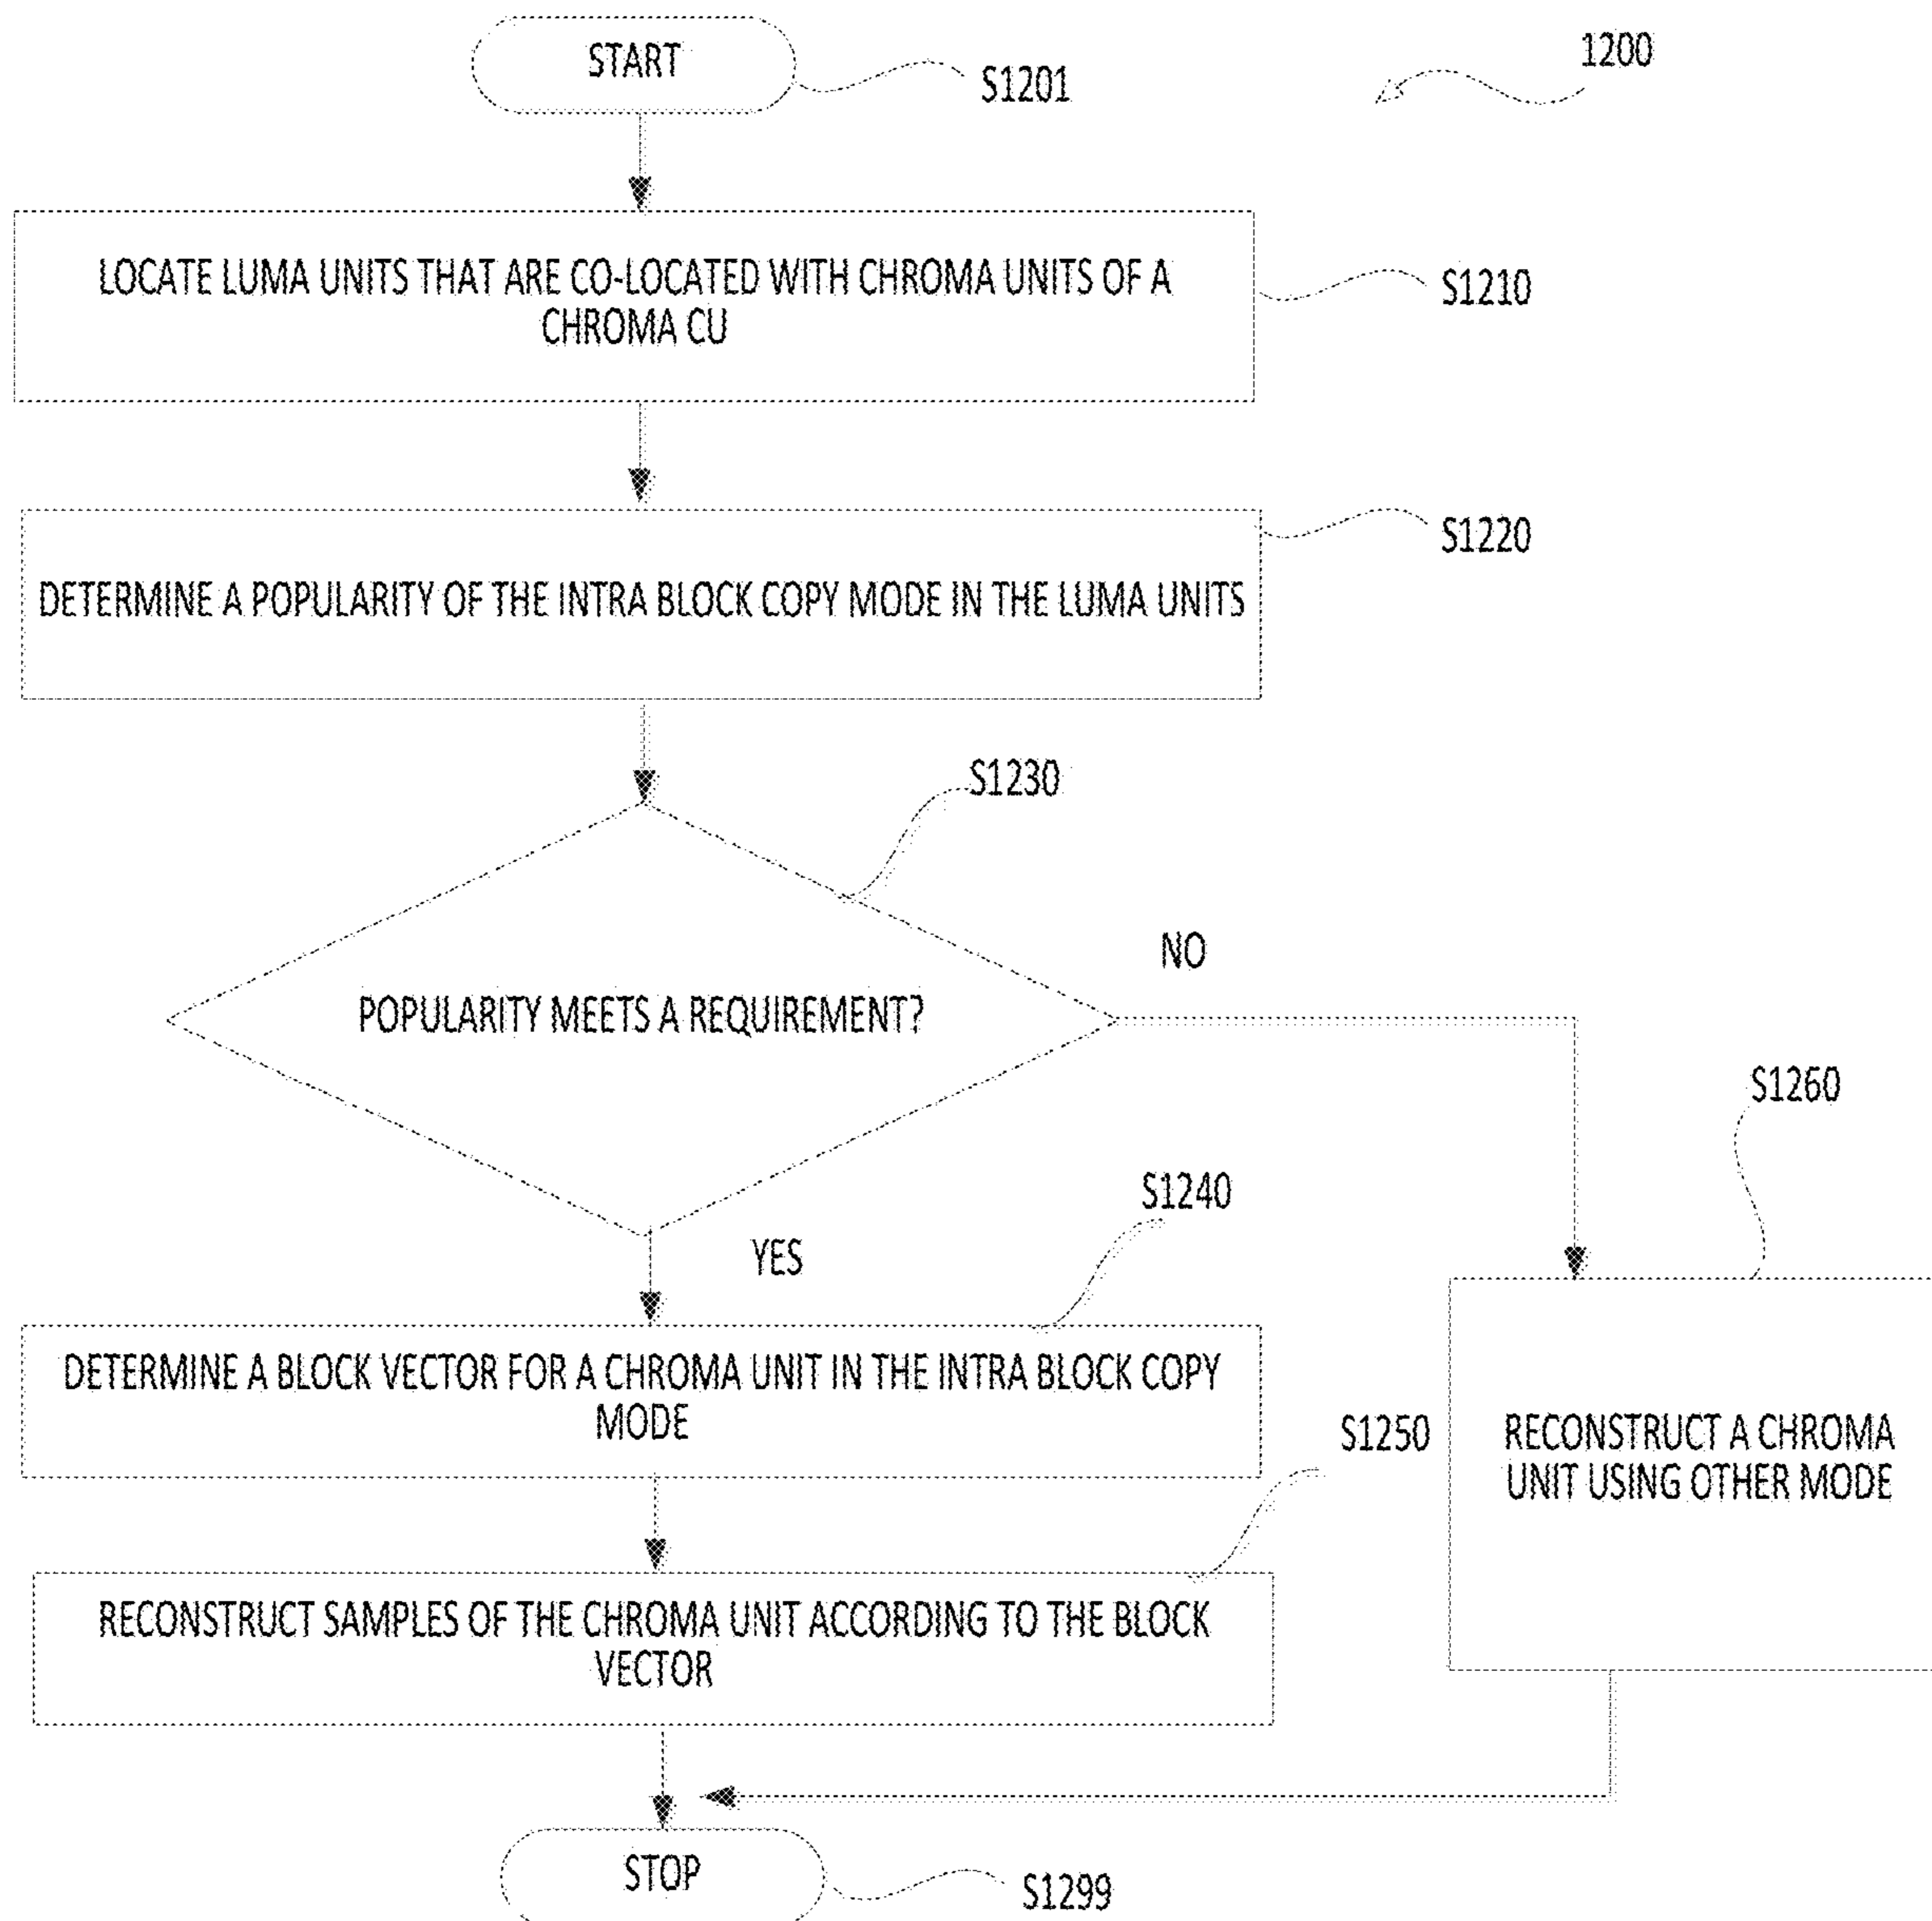 START
S1201
1200
LOCATE LUMA UNITS THAT ARE CO-LOCATED WITH CHROMA UNITS OF A
CHROMA CU
S1210
S1220
DETERMINE A POPULARITY OF THE INTRA BLOCK COPY MODE IN THE LUMA UNITS
S1230
NO
POPULARITY MEETS A REQUIREMENT?
S1260
S1240
YES
DETERMINE A BLOCK VECTOR FOR A CHROMA UNIT IN THE INTRA BLOCK COPY
MODE
S1250
RECONSTRUCT A CHROMA
UNIT USING OTHER MODE
RECONSTRUCT SAMPLES OF THE CHROMA UNIT ACCORDING TO THE BLOCK
VECTOR
STOP
S1299